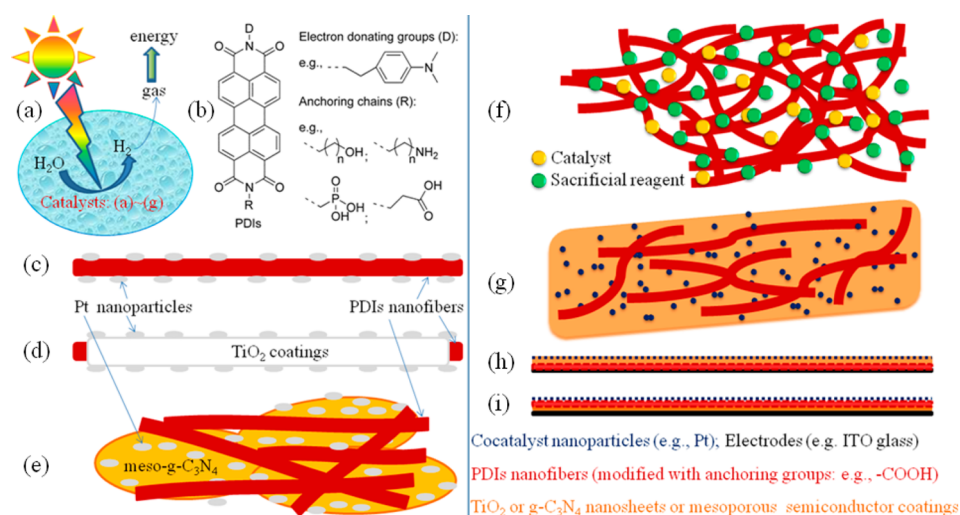 energy
gas
(a)
H2O
H2
Catalysts: (a)–(g)
(b)
D
O
N
O
O
N
O
R
PDIs
Electron donating groups (D):
e.g.,
N
Anchoring chains (R):
e.g.,
( )n OH ; ( )n NH2
O
P OH
OH ;
OH
O
(c)
Pt nanoparticles
PDIs nanofibers
(d)
TiO2 coatings
(e)
meso-g-C3N4
(f)
Catalyst
Sacrificial reagent
(g)
(h)
(i)
Cocatalyst nanoparticles (e.g., Pt); Electrodes (e.g. ITO glass)
PDIs nanofibers (modified with anchoring groups: e.g., -COOH)
TiO2 or g-C3N4 nanosheets or mesoporous semiconductor coatings